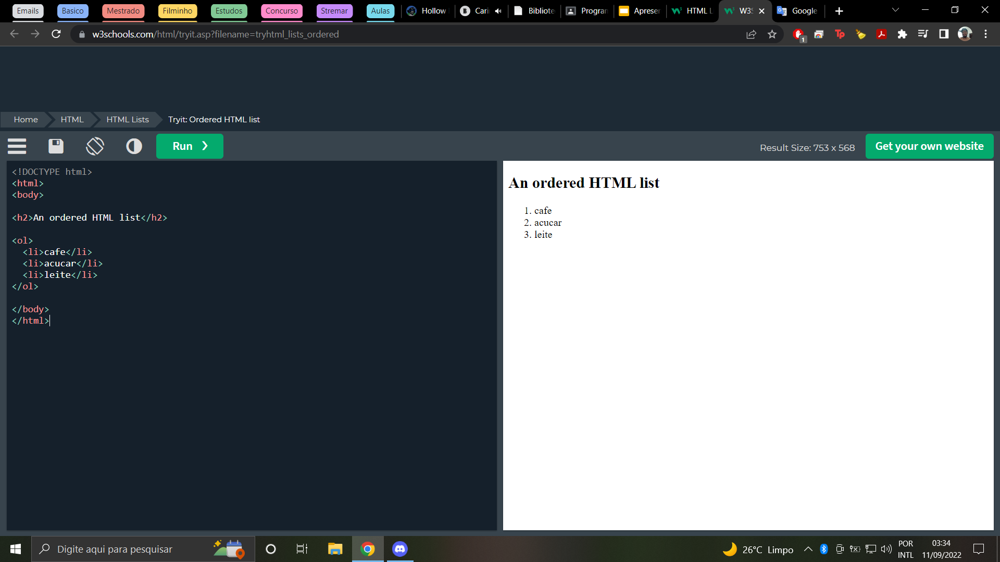 Emails Basico Mestrado Filminho Estudos Concurso Stremar Aulas Hollow Cari Bibliote Program Apresen HTML L W3S Google
w3schools.com/html/tryit.asp?filename=tryhtml_lists_ordered
1
Home HTML HTML Lists Tryit: Ordered HTML list
Run ❯ Result Size: 753 x 568 Get your own website
<!DOCTYPE html>
<html>
<body>
<h2>An ordered HTML list</h2>
<ol>
<li>cafe</li>
<li>acucar</li>
<li>leite</li>
</ol>
</body>
</html>
An ordered HTML list
1. cafe
2. acucar
3. leite
Digite aqui para pesquisar
26°C Limpo
POR
INTL
03:34
11/09/2022